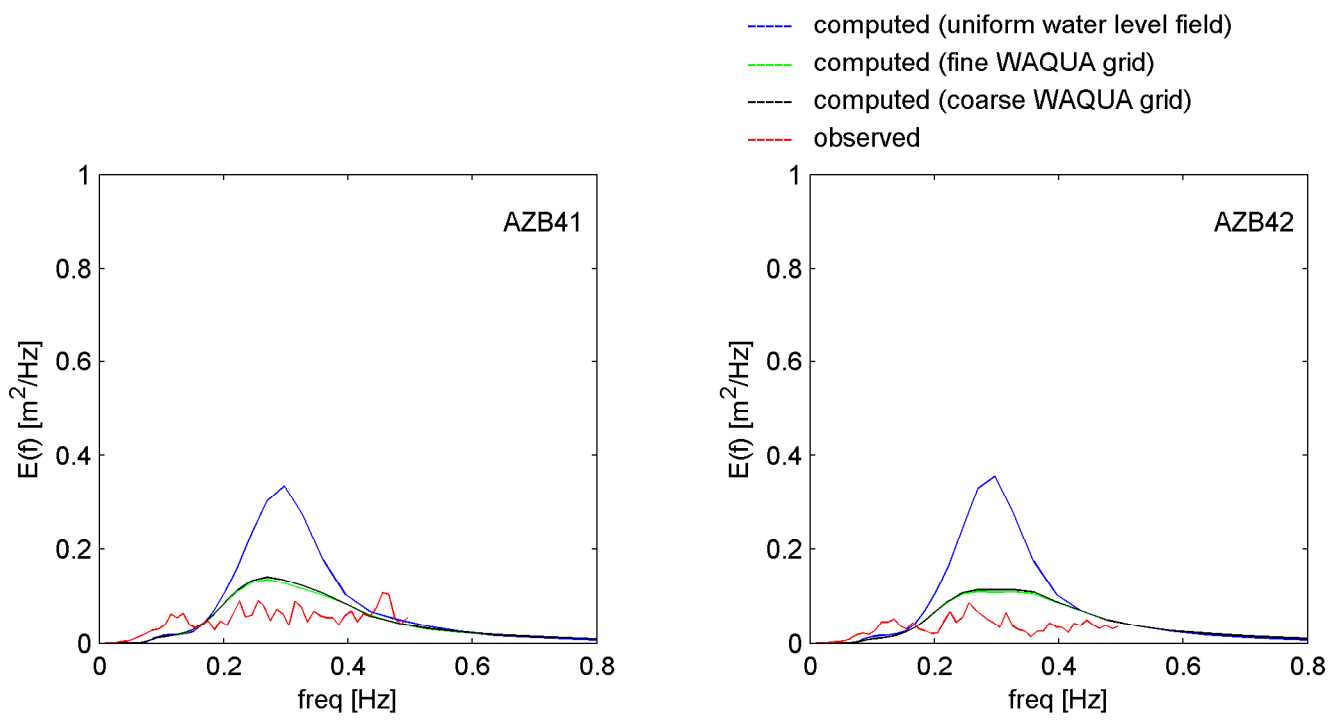 computed (uniform water level field)
computed (fine WAQUA grid)
computed (coarse WAQUA grid)
observed
1
0.8
0.6
0.4
0.2
0
E(f) [m²/Hz]
AZB41
0
0.2
0.4
0.6
0.8
freq [Hz]
1
0.8
0.6
0.4
0.2
0
E(f) [m²/Hz]
AZB42
0
0.2
0.4
0.6
0.8
freq [Hz]